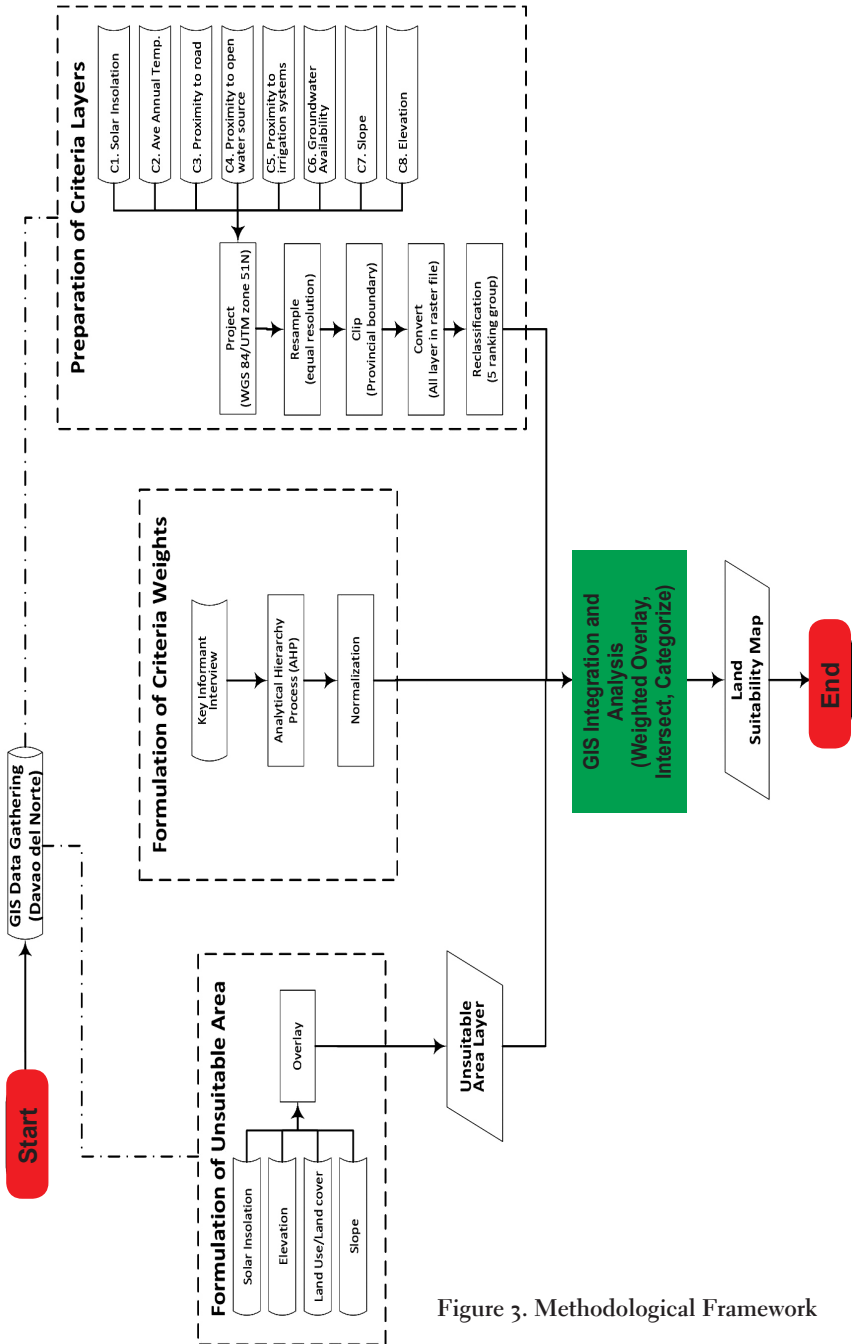 Start
GIS Data Gathering
(Davao del Norte)
Formulation of Unsuitable Area
Solar Insolation
Elevation
Land Use/Land cover
Slope
Overlay
Unsuitable
Area Layer
Formulation of Criteria Weights
Key Informant
Interview
Analytical Hierarchy
Process (AHP)
Normalization
Preparation of Criteria Layers
C1. Solar Insolation
C2. Ave Annual Temp.
C3. Proximity to road
C4. Proximity to open
water source
C5. Proximity to
irrigation systems
C6. Groundwater
Availability
C7. Slope
C8. Elevation
Project
(WGS 84/UTM zone 51N)
Resample
(equal resolution)
Clip
(Provincial boundary)
Convert
(All layer in raster file)
Reclassification
(5 ranking group)
GIS Integration and
Analysis
(Weighted Overlay,
Intersect, Categorize)
Land
Suitability Map
End
Figure 3. Methodological Framework